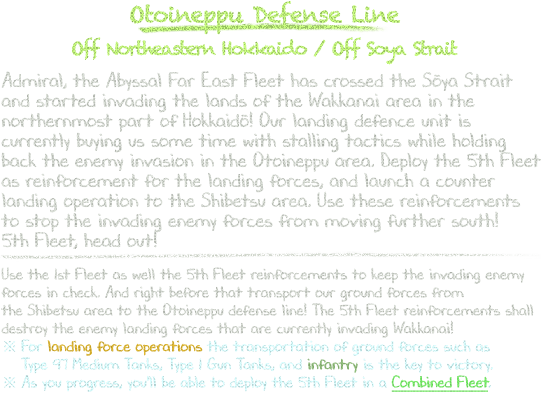 Otoineppu Defense Line
Off Northeastern Hokkaido / Off Soya Strait
Admiral, the Abyssal Far East Fleet has crossed the Sōya Strait
and started invading the lands of the Wakkanai area in the
northernmost part of Hokkaidō! Our landing defence unit is
currently buying us some time with stalling tactics while holding
back the enemy invasion in the Otoineppu area. Deploy the 5th Fleet
as reinforcement for the landing forces, and launch a counter
landing operation to the Shibetsu area. Use these reinforcements
to stop the invading enemy forces from moving further south!
5th Fleet, head out!
Use the 1st Fleet as well the 5th Fleet reinforcements to keep the invading enemy
forces in check. And right before that transport our ground forces from
the Shibetsu area to the Otoineppu defense line! The 5th Fleet reinforcements shall
destroy the enemy landing forces that are currently invading Wakkanai!
※ For landing force operations the transportation of ground forces such as
Type 97 Medium Tanks, Type 1 Gun Tanks, and infantry is the key to victory.
※ As you progress, you'll be able to deploy the 5th Fleet in a Combined Fleet.